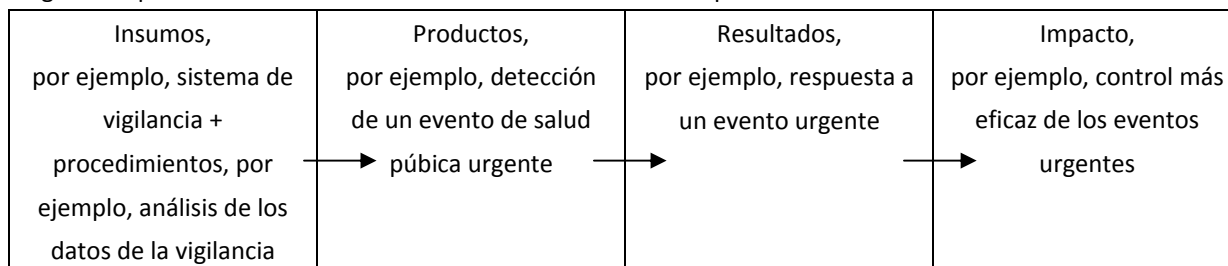 Insumos,
por ejemplo, sistema de
vigilancia +
procedimientos, por
ejemplo, análisis de los
datos de la vigilancia
Productos,
por ejemplo, detección
de un evento de salud
púbica urgente
Resultados,
por ejemplo, respuesta a
un evento urgente
Impacto,
por ejemplo, control más
eficaz de los eventos
urgentes